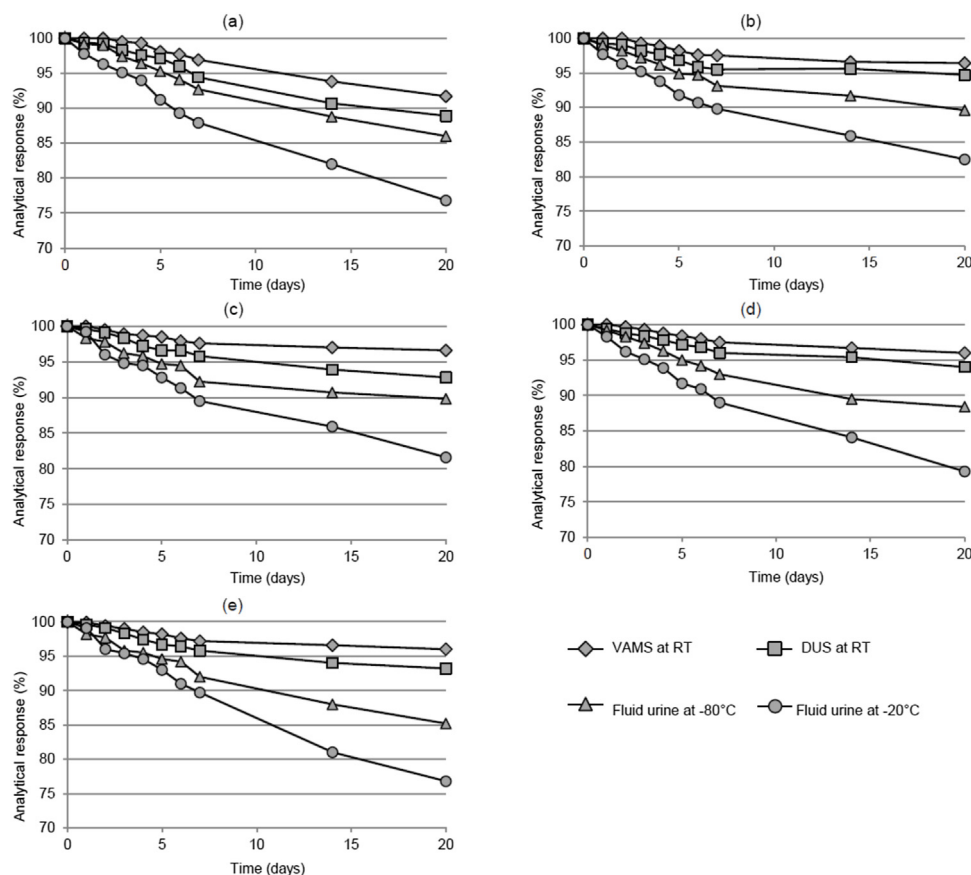 (a)
Analytical response (%)
100
95
90
85
80
75
70
0 5 10 15 20
Time (days)
(b)
Analytical response (%)
100
95
90
85
80
75
70
0 5 10 15 20
Time (days)
(c)
Analytical response (%)
100
95
90
85
80
75
70
0 5 10 15 20
Time (days)
(d)
Analytical response (%)
100
95
90
85
80
75
70
0 5 10 15 20
Time (days)
(e)
Analytical response (%)
100
95
90
85
80
75
70
0 5 10 15 20
Time (days)
VAMS at RT
DUS at RT
Fluid urine at -80°C
Fluid urine at -20°C